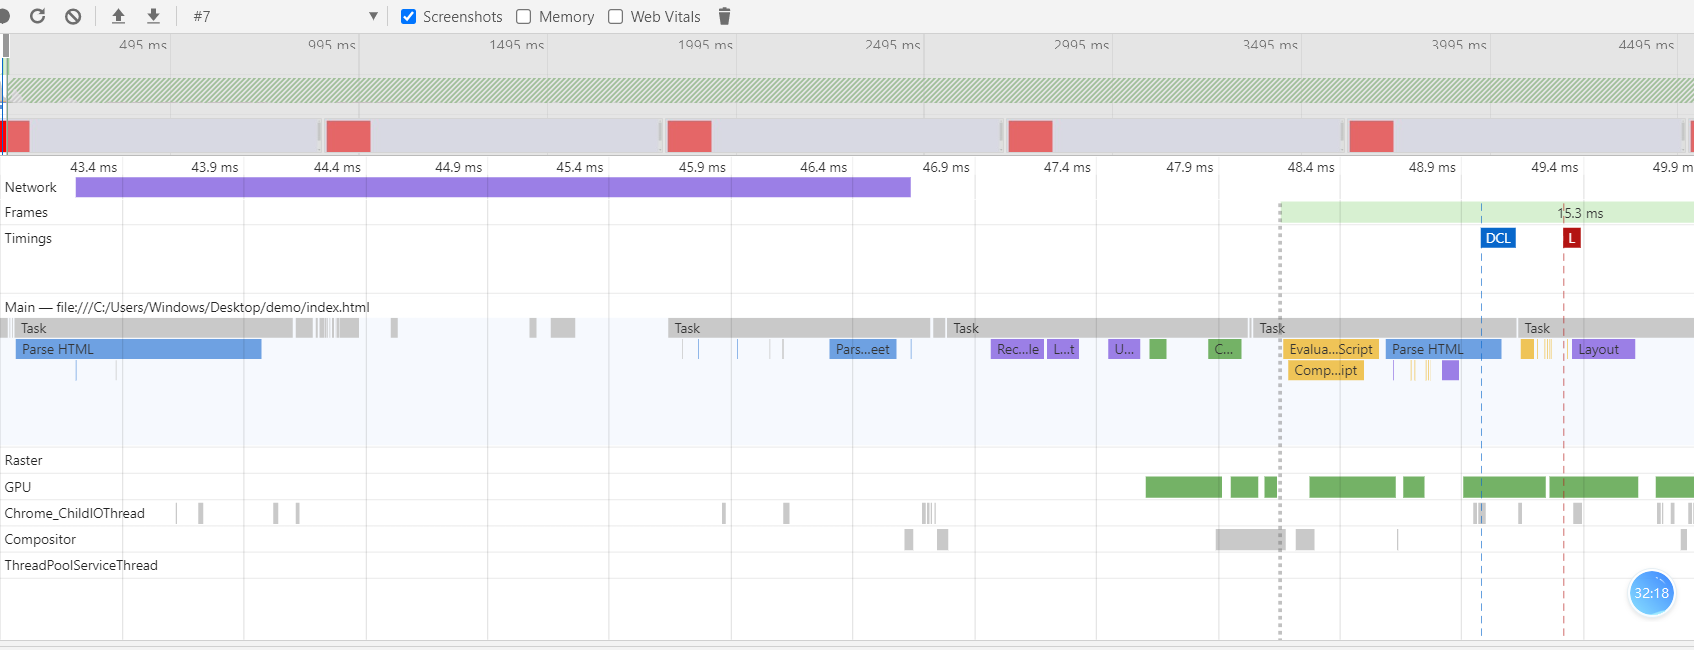 #7 Screenshots Memory Web Vitals
495 ms 995 ms 1495 ms 1995 ms 2495 ms 2995 ms 3495 ms 3995 ms 4495 ms
43.4 ms 43.9 ms 44.4 ms 44.9 ms 45.4 ms 45.9 ms 46.4 ms 46.9 ms 47.4 ms 47.9 ms 48.4 ms 48.9 ms 49.4 ms 49.9 m
Network
Frames 15.3 ms
Timings DCL L
Main — file:///C:/Users/Windows/Desktop/demo/index.html
Task Task Task Task Task
Parse HTML Pars...eet Rec...le L...t U... C... Evalua...Script Parse HTML Layout
Comp...ipt
Raster
GPU
Chrome_ChildIOThread
Compositor
ThreadPoolServiceThread
32:18